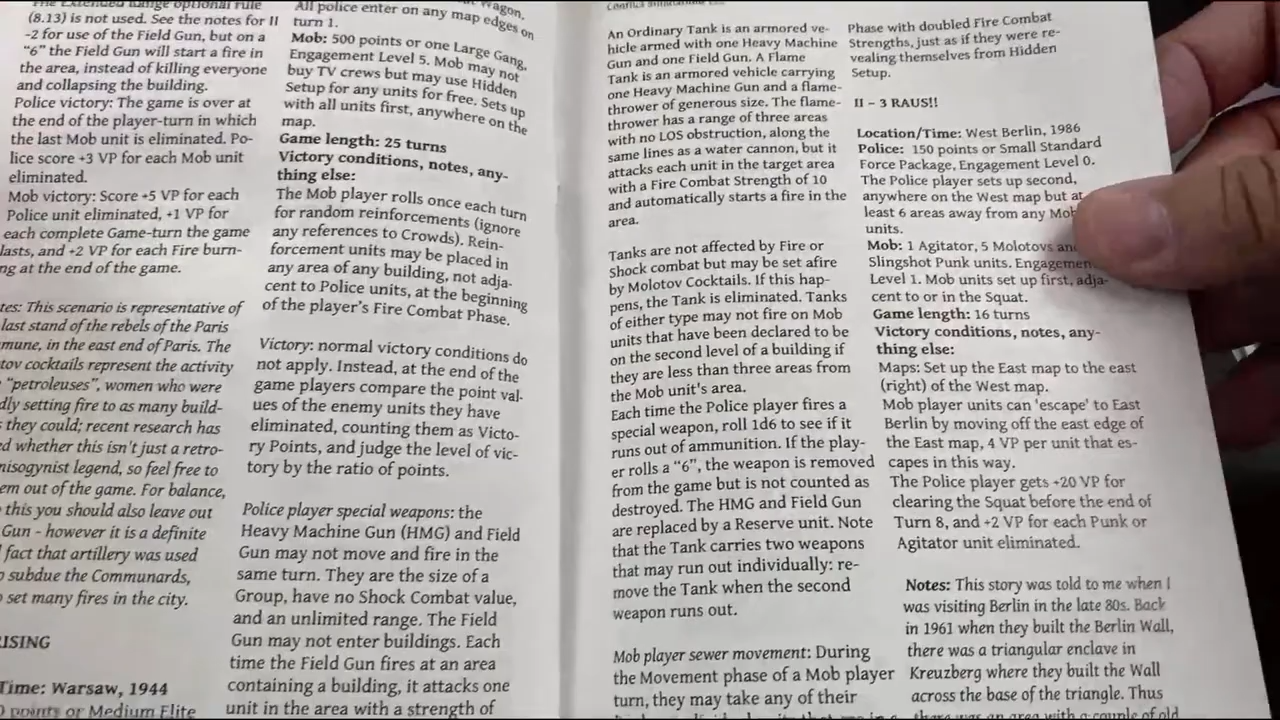 The Extended Range optional rule
(8.13) is not used. See the notes for II
-2 for use of the Field Gun, but on a
"6" the Field Gun will start a fire in
the area, instead of killing everyone
and collapsing the building.
Police victory: The game is over at
the end of the player-turn in which
the last Mob unit is eliminated. Po-
lice score +3 VP for each Mob unit
eliminated.
Mob victory: Score +5 VP for each
Police unit eliminated, +1 VP for
each complete Game-turn the game
lasts, and +2 VP for each Fire burn-
ng at the end of the game.
tes: This scenario is representative of
last stand of the rebels of the Paris
mune, in the east end of Paris. The
tov cocktails represent the activity
"petroleuses", women who were
dly setting fire to as many build-
they could; recent research has
ed whether this isn't just a retro-
misogynist legend, so feel free to
em out of the game. For balance,
this you should also leave out
Gun - however it is a definite
fact that artillery was used
o subdue the Communards,
o set many fires in the city.
ISING
Time: Warsaw, 1944
points or Medium Elite
Wagon,
All police enter on any map edges on
turn 1.
Mob: 500 points or one Large Gang,
Engagement Level 5. Mob may not
buy TV crews but may use Hidden
Setup for any units for free. Sets up
with all units first, anywhere on the
map.
Game length: 25 turns
Victory conditions, notes, any-
thing else:
The Mob player rolls once each turn
for random reinforcements (ignore
any references to Crowds). Rein-
forcement units may be placed in
any area of any building, not adja-
cent to Police units, at the beginning
of the player's Fire Combat Phase.
Victory: normal victory conditions do
not apply. Instead, at the end of the
game players compare the point val-
ues of the enemy units they have
eliminated, counting them as Victo-
ry Points, and judge the level of vic-
tory by the ratio of points.
Police player special weapons: the
Heavy Machine Gun (HMG) and Field
Gun may not move and fire in the
same turn. They are the size of a
Group, have no Shock Combat value,
and an unlimited range. The Field
Gun may not enter buildings. Each
time the Field Gun fires at an area
containing a building, it attacks one
unit in the area with a strength of
An Ordinary Tank is an armored ve-
hicle armed with one Heavy Machine
Gun and one Field Gun. A Flame
Tank is an armored vehicle carrying
one Heavy Machine Gun and a flame-
thrower of generous size. The flame-
thrower has a range of three areas
with no LOS obstruction, along the
same lines as a water cannon, but it
attacks each unit in the target area
with a Fire Combat Strength of 10
and automatically starts a fire in the
area.
Tanks are not affected by Fire or
Shock combat but may be set afire
by Molotov Cocktails. If this hap-
pens, the Tank is eliminated. Tanks
of either type may not fire on Mob
units that have been declared to be
on the second level of a building if
they are less than three areas from
the Mob unit's area.
Each time the Police player fires a
special weapon, roll 1d6 to see if it
runs out of ammunition. If the play-
er rolls a "6", the weapon is removed
from the game but is not counted as
destroyed. The HMG and Field Gun
are replaced by a Reserve unit. Note
that the Tank carries two weapons
that may run out individually: re-
move the Tank when the second
weapon runs out.
Mob player sewer movement: During
the Movement phase of a Mob player
turn, they may take any of their
Phase with doubled Fire Combat
Strengths, just as if they were re-
vealing themselves from Hidden
Setup.
II – 3 RAUS!!
Location/Time: West Berlin, 1986
Police: 150 points or Small Standard
Force Package, Engagement Level 0.
The Police player sets up second,
anywhere on the West map but at
least 6 areas away from any Mob
units.
Mob: 1 Agitator, 5 Molotovs and
Slingshot Punk units. Engagement
Level 1. Mob units set up first, adja-
cent to or in the Squat.
Game length: 16 turns
Victory conditions, notes, any-
thing else:
Maps: Set up the East map to the east
(right) of the West map.
Mob player units can 'escape' to East
Berlin by moving off the east edge of
the East map, 4 VP per unit that es-
capes in this way.
The Police player gets +20 VP for
clearing the Squat before the end of
Turn 8, and +2 VP for each Punk or
Agitator unit eliminated.
Notes: This story was told to me when I
was visiting Berlin in the late 80s. Back
in 1961 when they built the Berlin Wall,
there was a triangular enclave in
Kreuzberg where they built the Wall
across the base of the triangle. Thus
there was an area with a couple of old